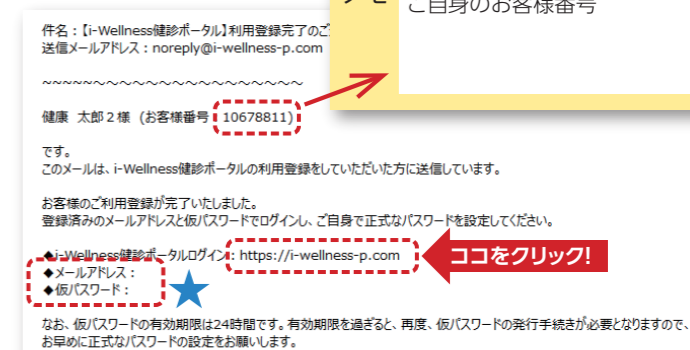 メモ
ご自身のお客様番号
件名：【i-Wellness健診ポータル】利用登録完了のご
送信メールアドレス：noreply@i-wellness-p.com
~~~~~~~~~~~~~~~~~~~~~~~~
健康 太郎２様（お客様番号：10678811）
です。
このメールは、i-Wellness健診ポータルの利用登録をしていただいた方に送信しています。
お客様のご利用登録が完了いたしました。
登録済みのメールアドレスと仮パスワードでログインし、ご自身で正式なパスワードを設定してください。
◆i-Wellness健診ポータルログイン：https://i-wellness-p.com
ココをクリック!
◆メールアドレス：
◆仮パスワード：
なお、仮パスワードの有効期限は24時間です。有効期限を過ぎると、再度、仮パスワードの発行手続きが必要となりますので、
お早めに正式なパスワードの設定をお願いします。